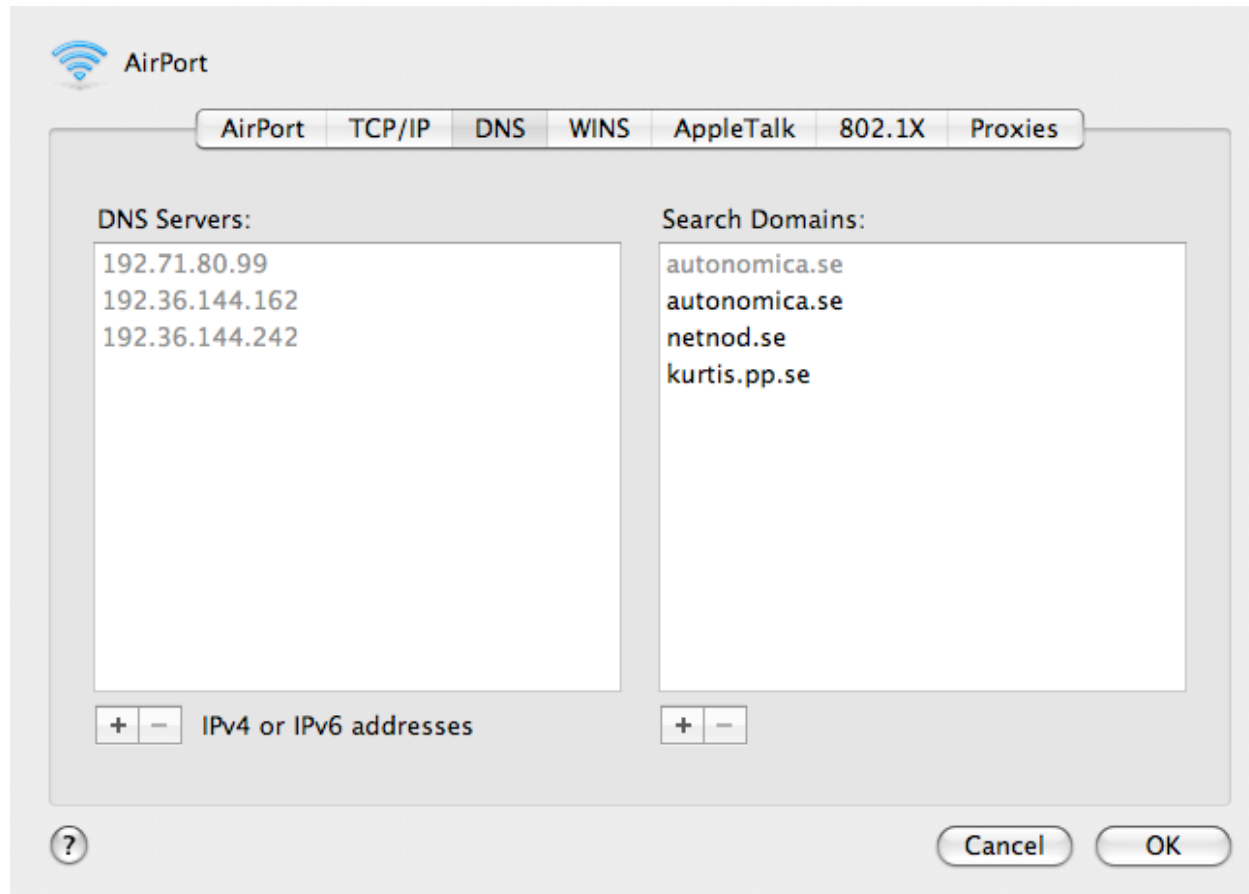 AirPort
AirPort TCP/IP DNS WINS AppleTalk 802.1X Proxies
DNS Servers:
192.71.80.99
192.36.144.162
192.36.144.242
+ − IPv4 or IPv6 addresses
Search Domains:
autonomica.se
autonomica.se
netnod.se
kurtis.pp.se
+ −
?
Cancel OK